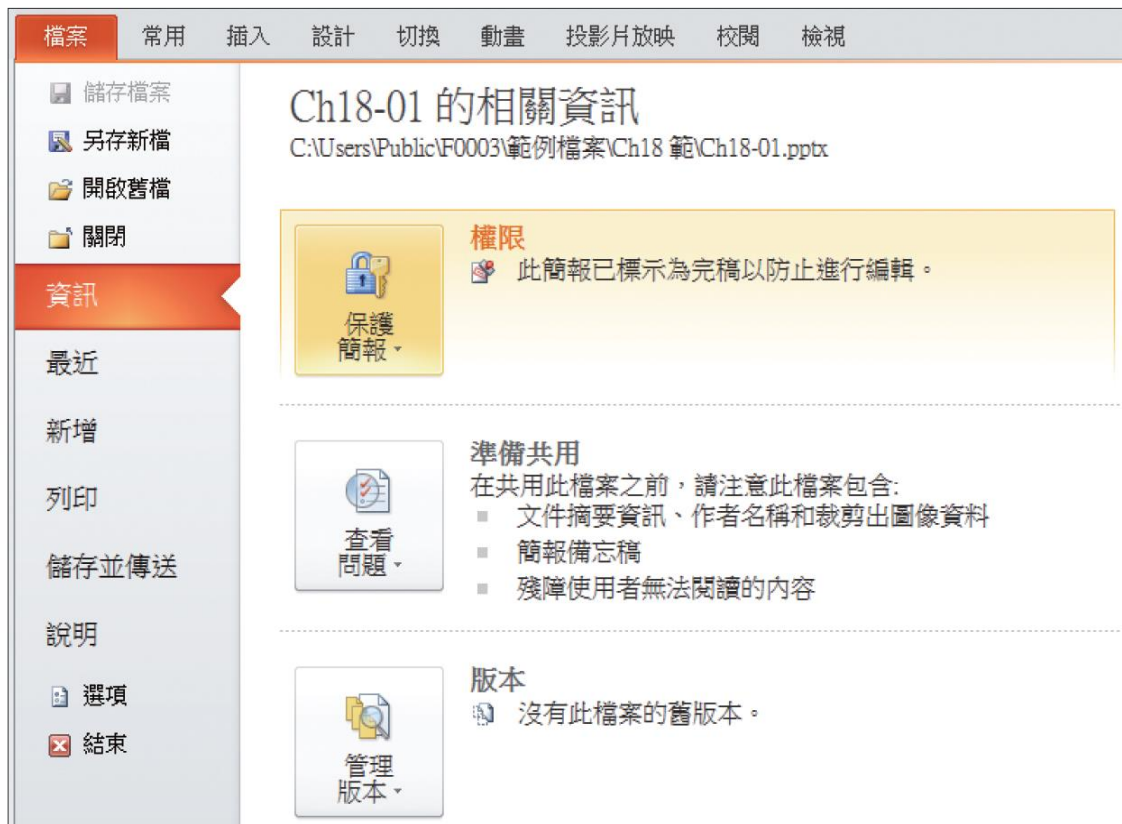 檔案 常用 插入 設計 切換 動畫 投影片放映 校閱 檢視
儲存檔案
另存新檔
開啟舊檔
關閉
資訊
最近
新增
列印
儲存並傳送
說明
選項
結束
Ch18-01 的相關資訊
C:\Users\Public\F0003\範例檔案\Ch18 範\Ch18-01.pptx
保護
簡報
權限
此簡報已標示為完稿以防止進行編輯。
查看
問題
準備共用
在共用此檔案之前，請注意此檔案包含:
文件摘要資訊、作者名稱和裁剪出圖像資料
簡報備忘稿
殘障使用者無法閱讀的內容
管理
版本
版本
沒有此檔案的舊版本。